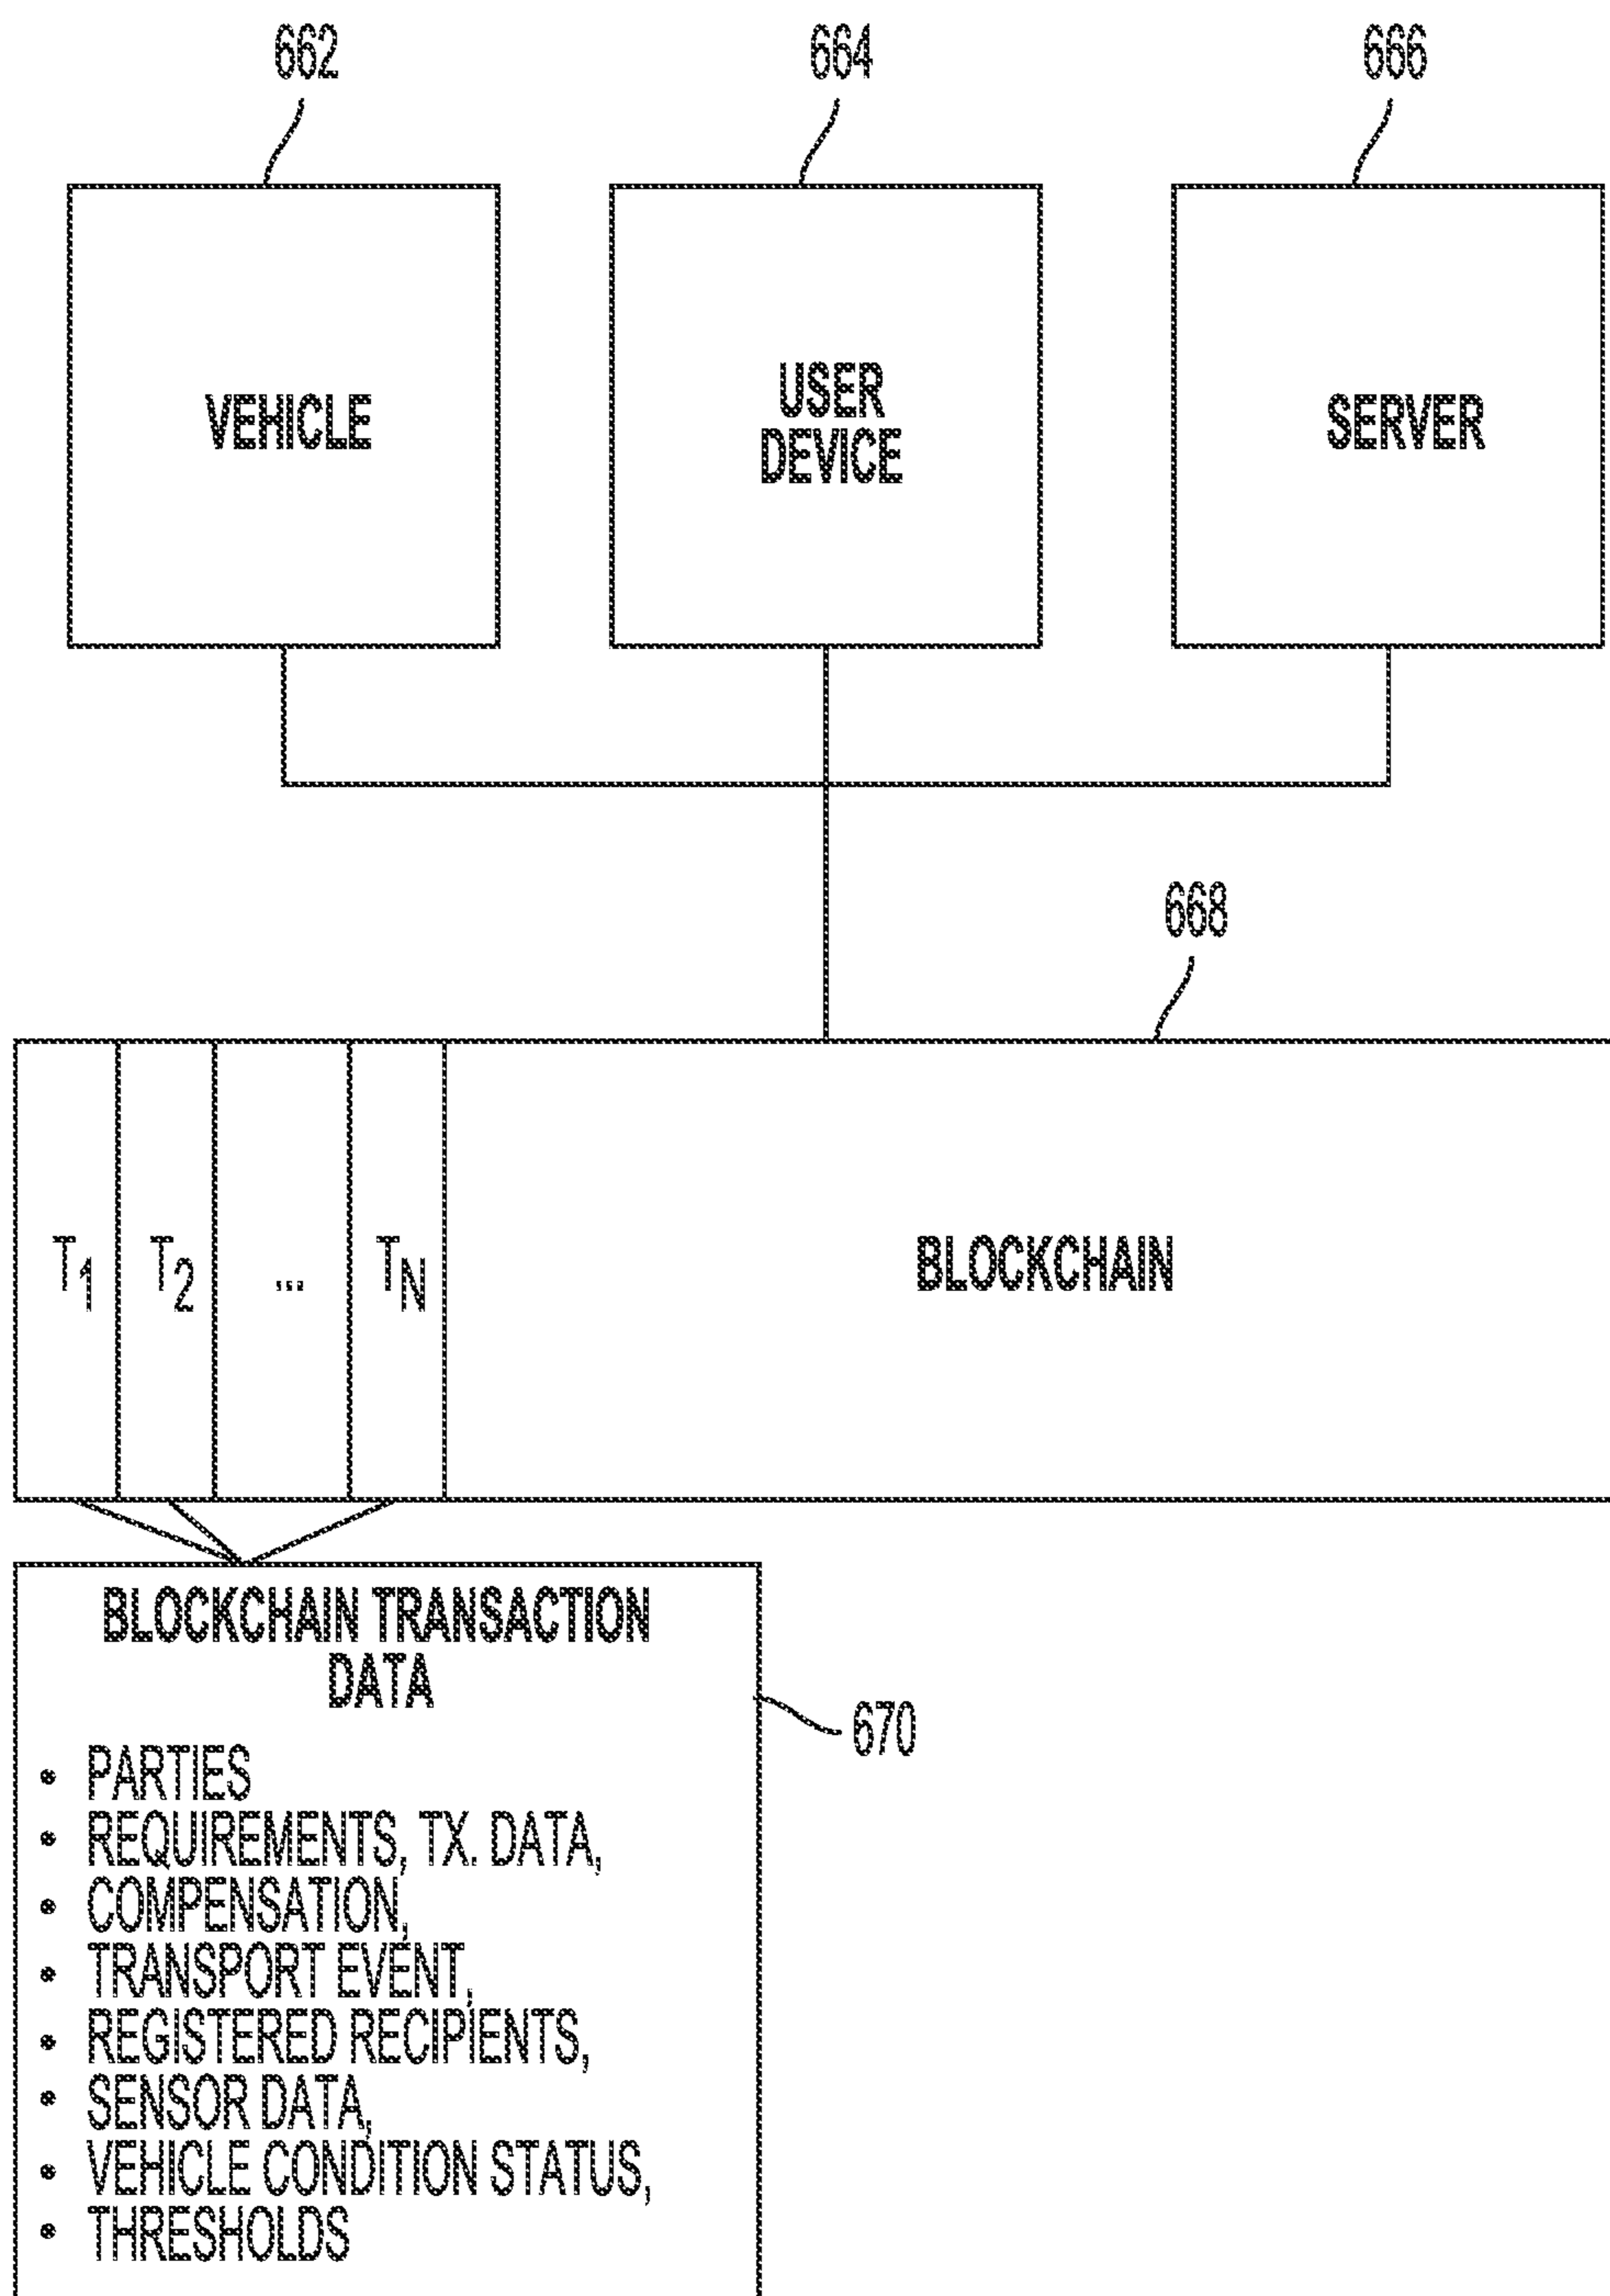 662
664
666
VEHICLE
USER
DEVICE
SERVER
668
T1
T2
...
TN
BLOCKCHAIN
BLOCKCHAIN TRANSACTION
DATA
670
• PARTIES
• REQUIREMENTS, TX. DATA,
• COMPENSATION,
• TRANSPORT EVENT,
• REGISTERED RECIPIENTS,
• SENSOR DATA,
• VEHICLE CONDITION STATUS,
• THRESHOLDS